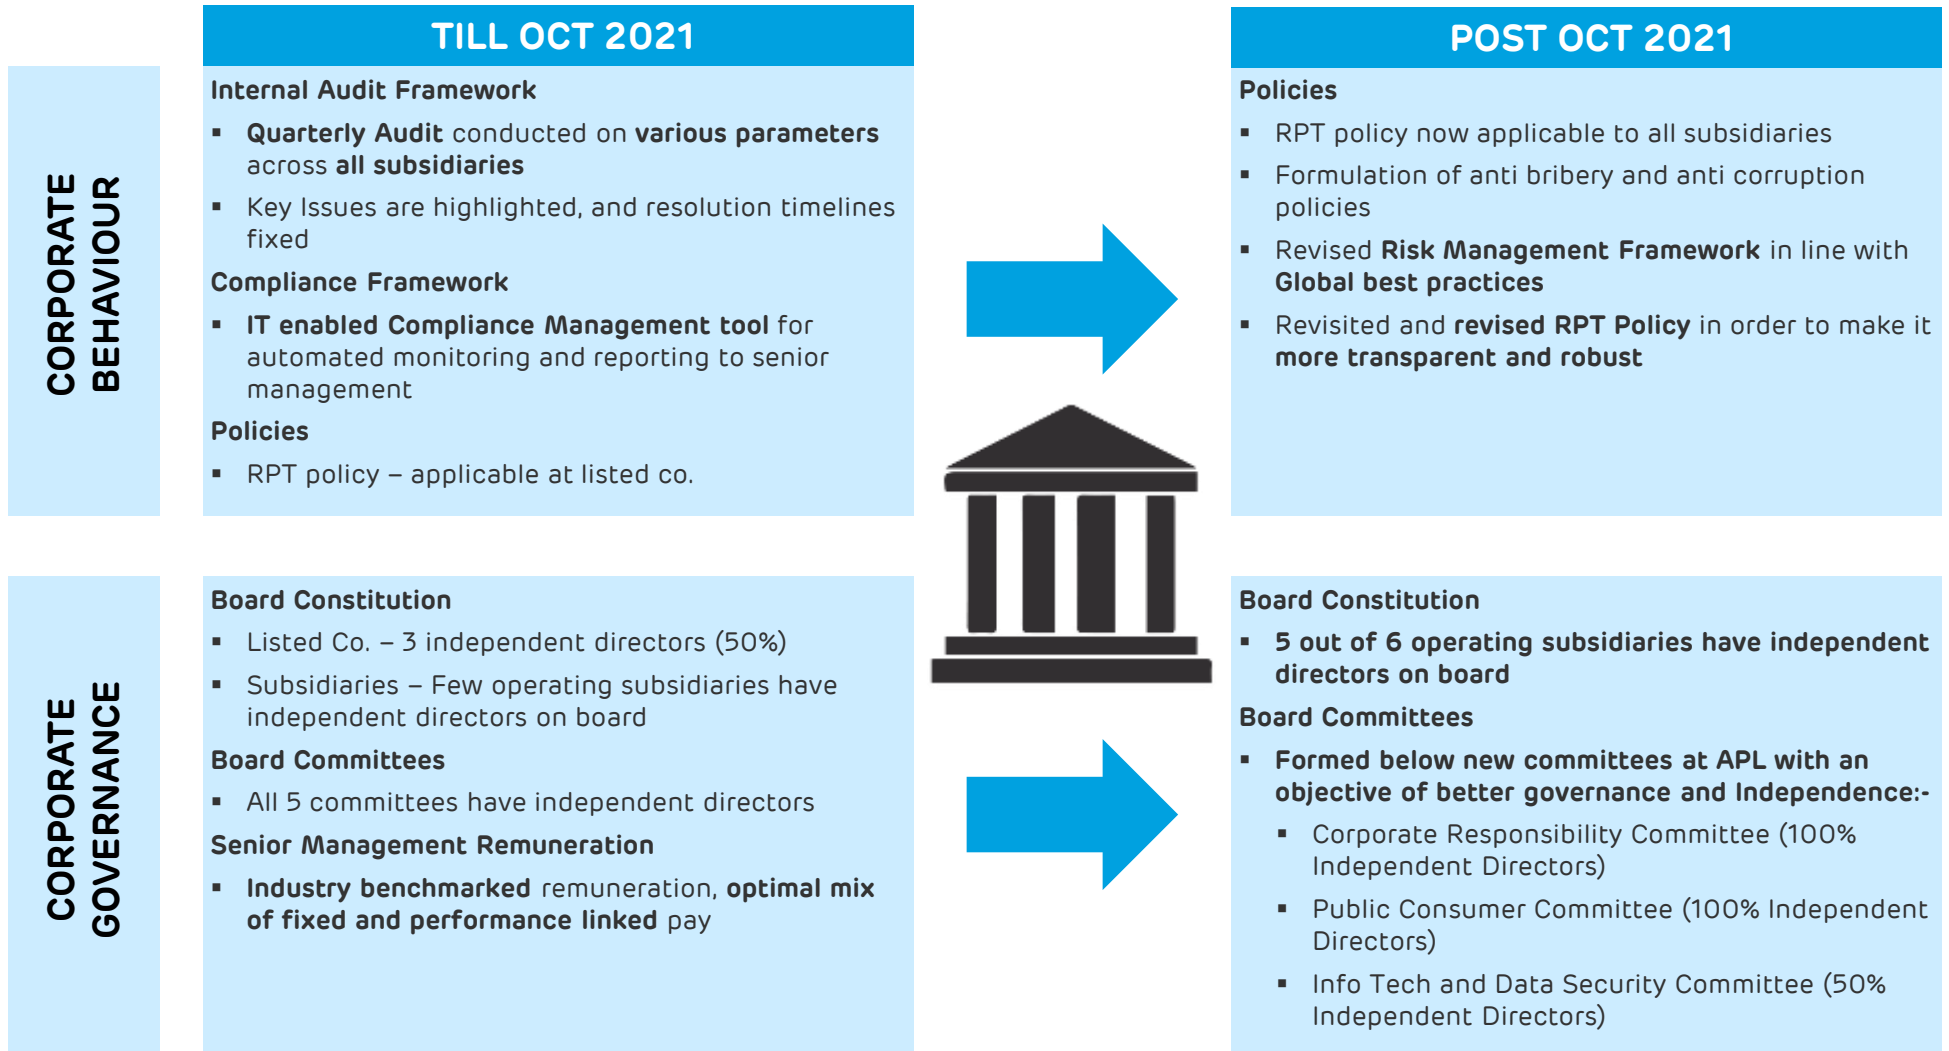 TILL OCT 2021
POST OCT 2021
CORPORATE
BEHAVIOUR
Internal Audit Framework
▪ Quarterly Audit conducted on various parameters
across all subsidiaries
▪ Key Issues are highlighted, and resolution timelines
fixed
Compliance Framework
▪ IT enabled Compliance Management tool for
automated monitoring and reporting to senior
management
Policies
▪ RPT policy – applicable at listed co.
Policies
▪ RPT policy now applicable to all subsidiaries
▪ Formulation of anti bribery and anti corruption
policies
▪ Revised Risk Management Framework in line with
Global best practices
▪ Revisited and revised RPT Policy in order to make it
more transparent and robust
CORPORATE
GOVERNANCE
Board Constitution
▪ Listed Co. – 3 independent directors (50%)
▪ Subsidiaries – Few operating subsidiaries have
independent directors on board
Board Committees
▪ All 5 committees have independent directors
Senior Management Remuneration
▪ Industry benchmarked remuneration, optimal mix
of fixed and performance linked pay
Board Constitution
▪ 5 out of 6 operating subsidiaries have independent
directors on board
Board Committees
▪ Formed below new committees at APL with an
objective of better governance and Independence:-
▪ Corporate Responsibility Committee (100%
Independent Directors)
▪ Public Consumer Committee (100% Independent
Directors)
▪ Info Tech and Data Security Committee (50%
Independent Directors)